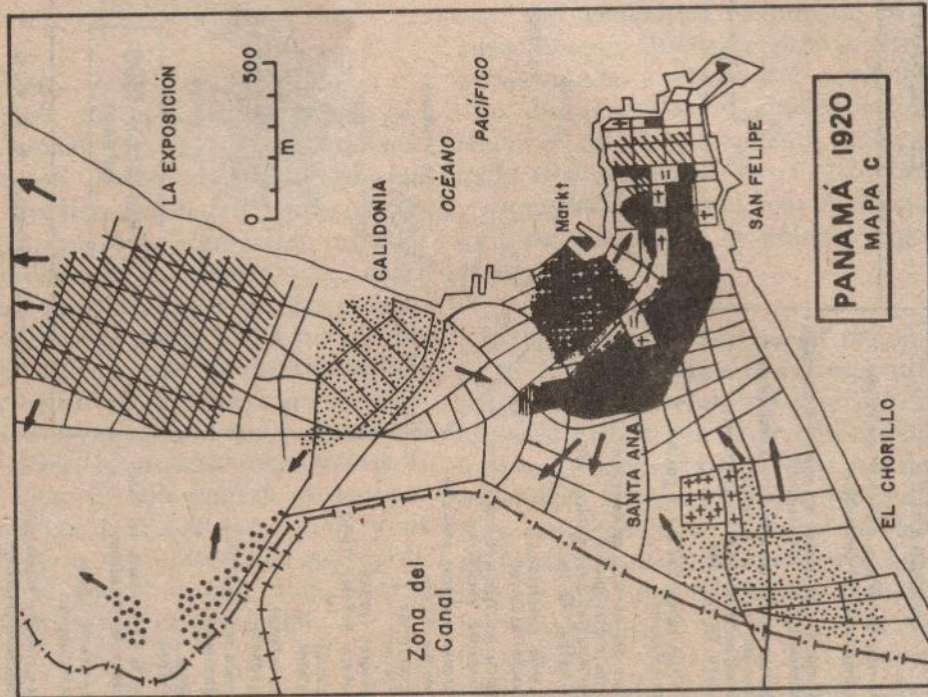 PANAMÁ 1920
MAPA C
LA EXPOSICIÓN
0 500
m
CALIDONIA
OCÉANO
PACÍFICO
Markt
SAN FELIPE
SANTA ANA
EL CHORILLO
Zona del
Canal